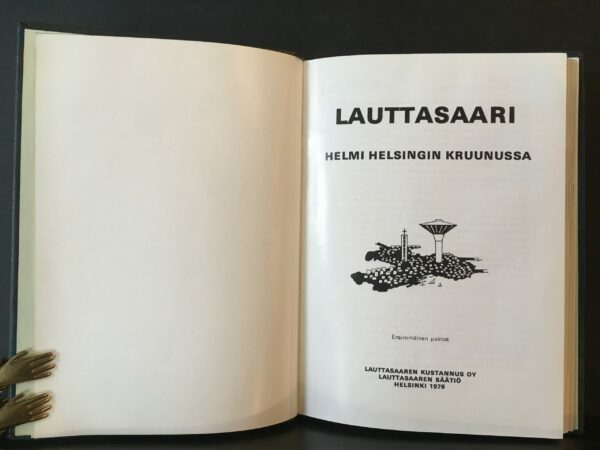 LAUTTASAARI
HELMI HELSINGIN KRUUNUSSA
Ensimmäinen painos
LAUTTASAAREN KUSTANNUS OY
LAUTTASAAREN SÄÄTIÖ
HELSINKI 1976